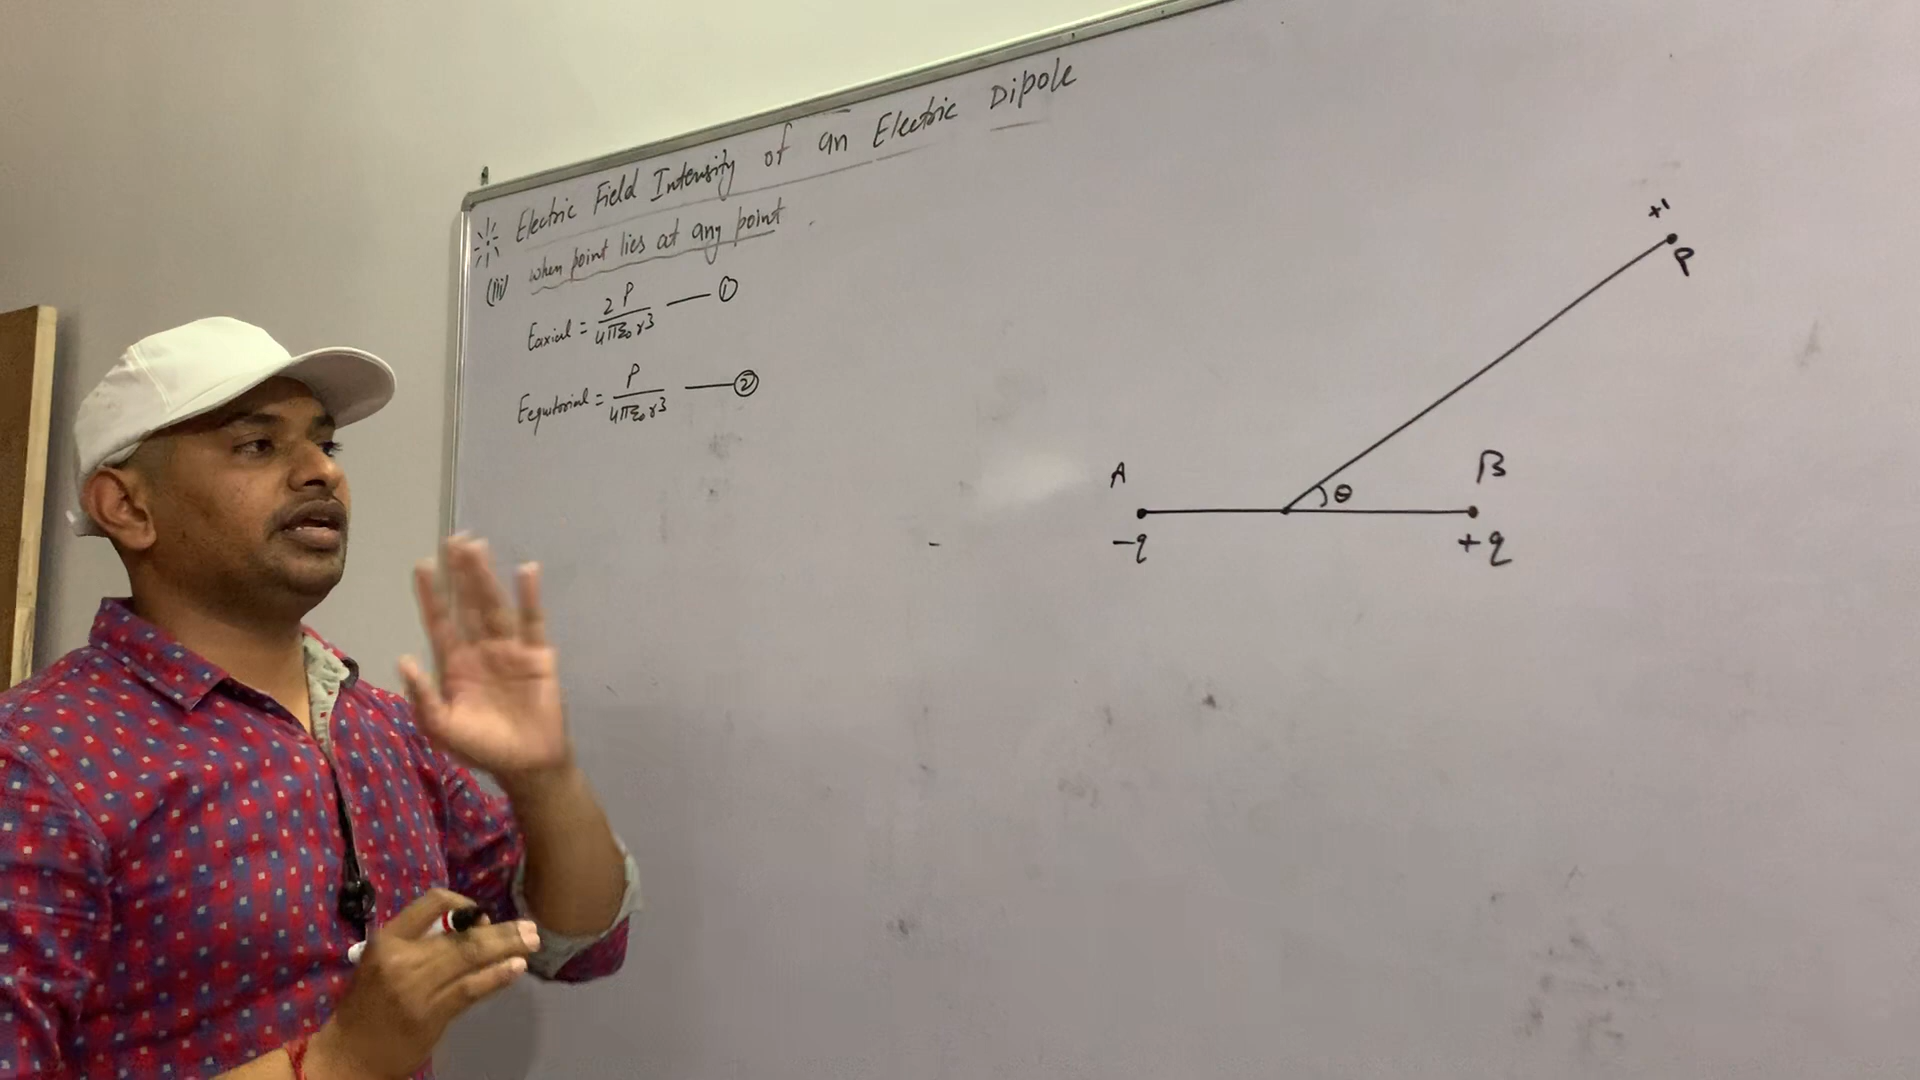 Electric Field Intensity of an Electric Dipole
(iii) when point lies at any point
Eaxial = 2P/4πε₀r3 — ①
Eequitorial = P/4πε₀r3 — ②
+1
P
A
B
θ
-q
+q